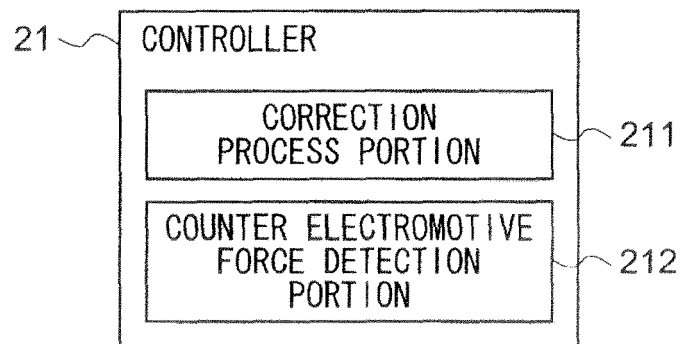 21 CONTROLLER
CORRECTION
PROCESS PORTION
211
COUNTER ELECTROMOTIVE
FORCE DETECTION
PORTION
212